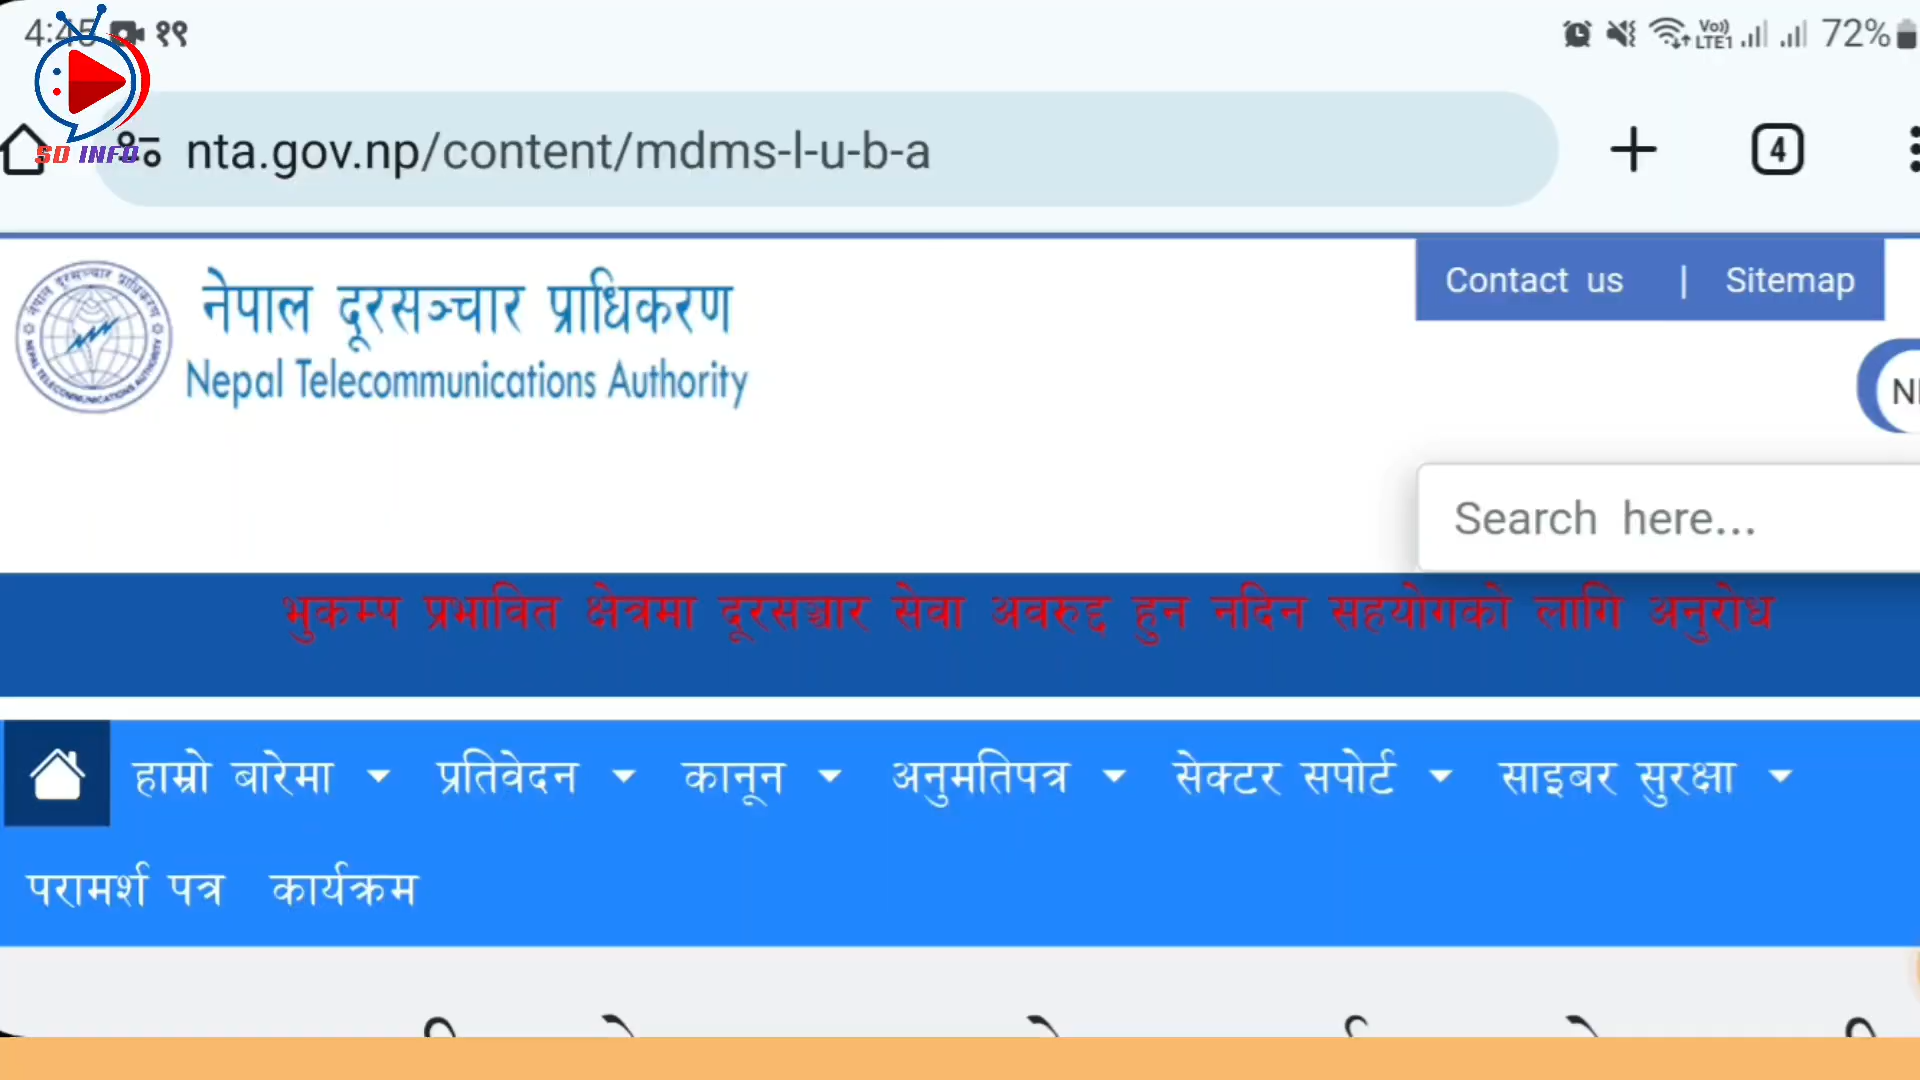 4:45 ११ Vo)) LTE1 72%
SD INFO
nta.gov.np/content/mdms-l-u-b-a 4
Contact us | Sitemap
नेपाल दूरसञ्चार प्राधिकरण
Nepal Telecommunications Authority
Search here...
भुकम्प प्रभावित क्षेत्रमा दूरसञ्चार सेवा अवरुद्द हुन नदिन सहयोगको लागि अनुरोध
हाम्रो बारेमा प्रतिवेदन कानून अनुमतिपत्र सेक्टर सपोर्ट साइबर सुरक्षा
परामर्श पत्र कार्यक्रम